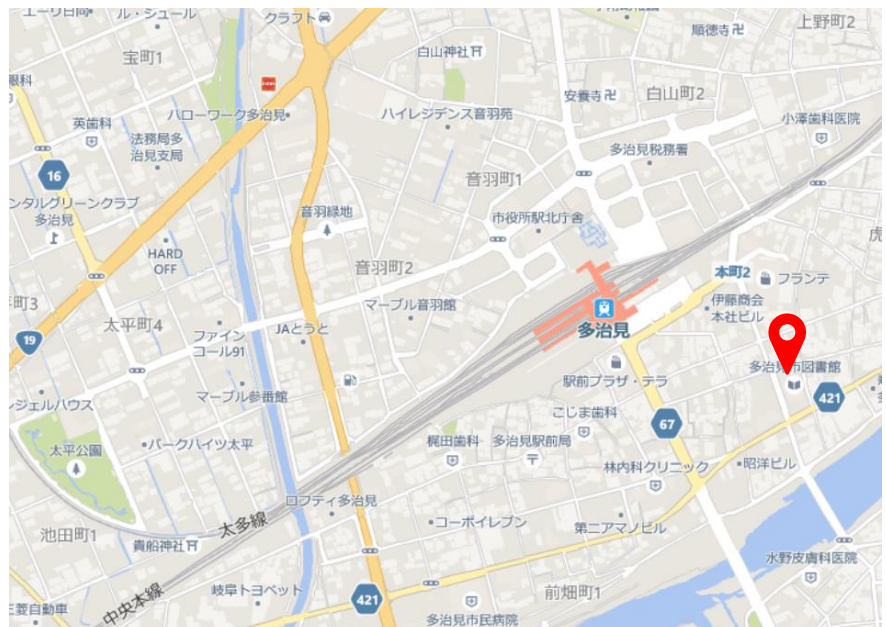 ル・シュール
クラフト
上野町2
順徳寺
宝町1
白山神社
眼科
安養寺
白山町2
ハローワーク多治見
ハイレジデンス音羽苑
小澤歯科医院
英歯科
法務局多
治見支局
多治見税務署
16
音羽町1
ンタルグリーンクラブ
多治見
音羽緑地
市役所駅北庁舎
HARD
OFF
音羽町2
本町2
フランテ
町3
マーブル音羽館
伊藤商会
本社ビル
太平町4
ファイン
コール91
JAとうと
多治見
19
多治見市図書館
駅前プラザ・テラ
マーブル参番館
421
ンジェルハウス
こじま歯科
67
太平公園
パークハイツ太平
梶田歯科
多治見駅前局
林内科クリニック
昭洋ビル
ロフティ多治見
池田町1
太多線
コーポイレブン
第二アマノビル
貴船神社
水野皮膚科医院
中央本線
岐阜トヨペット
421
前畑町1
三菱自動車
多治見市民病院